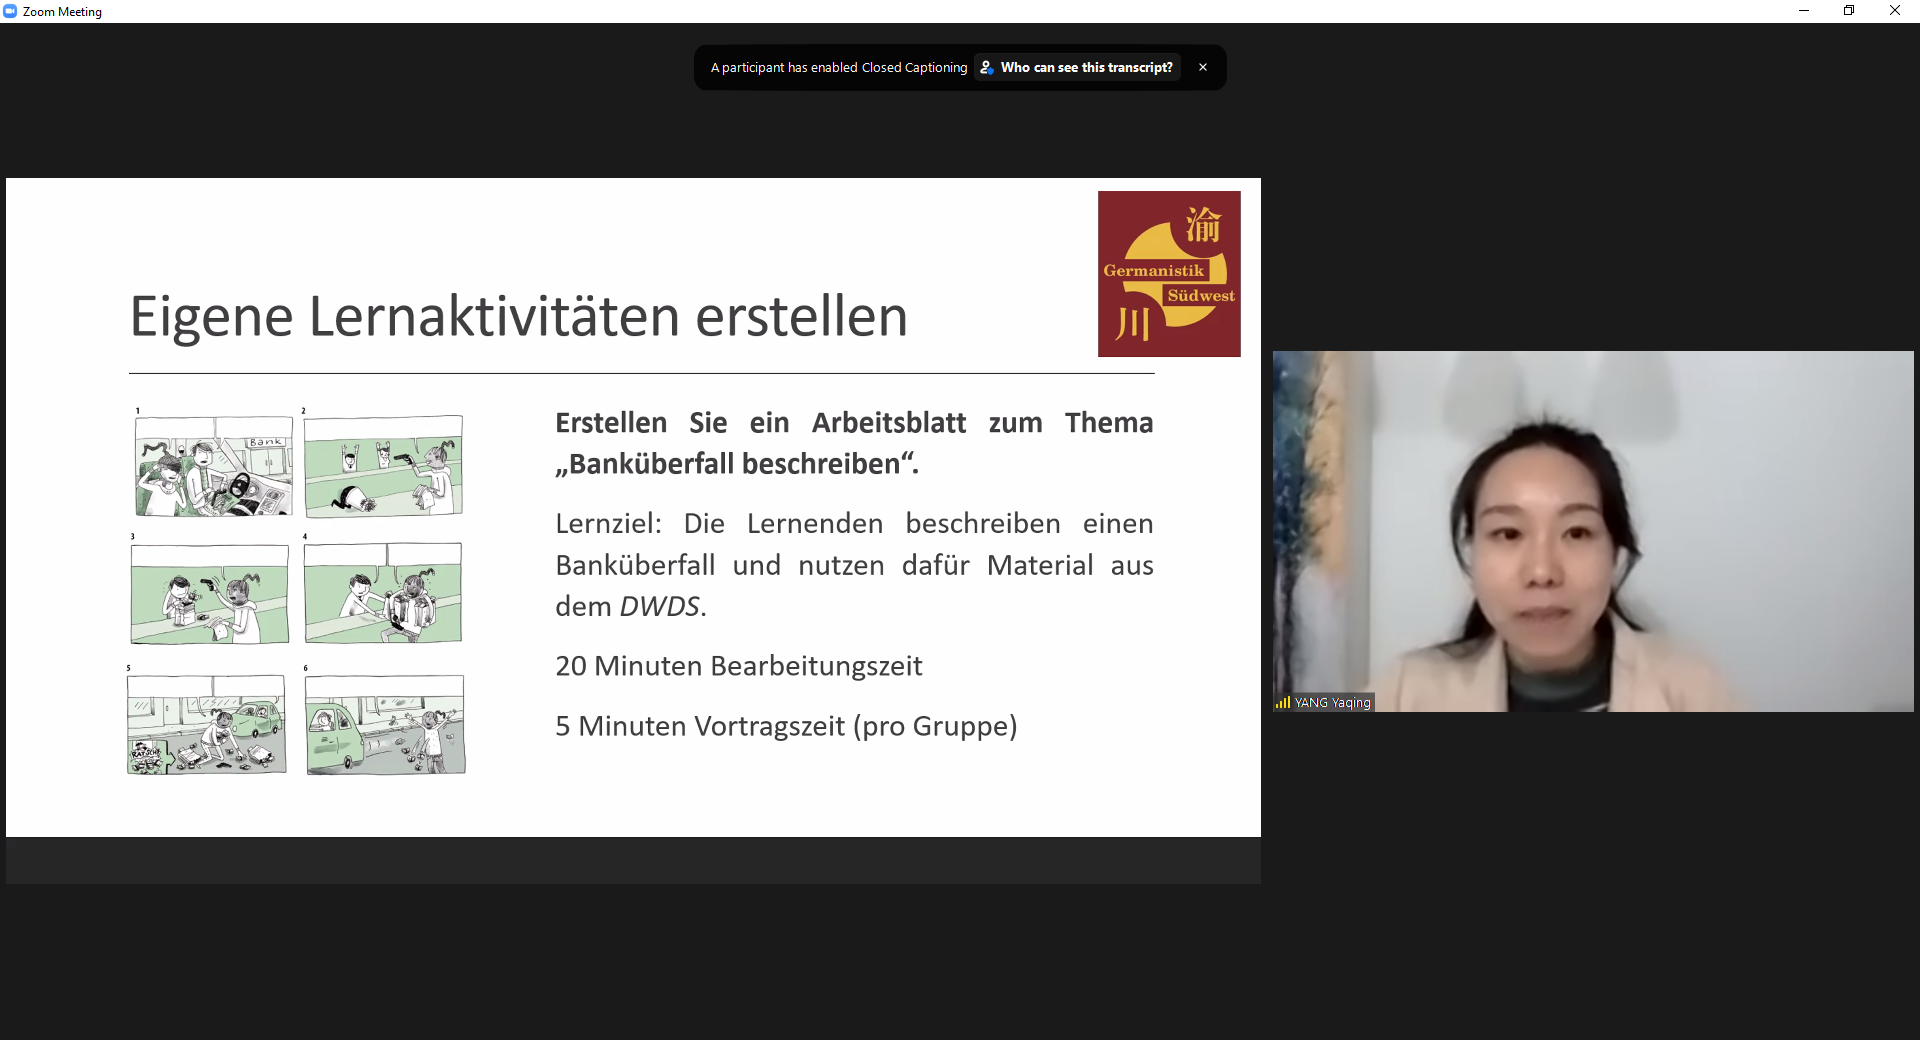 Zoom Meeting
A participant has enabled Closed Captioning Who can see this transcript?
渝
Germanistik
Südwest
川
Eigene Lernaktivitäten erstellen
1
2
Bank
3
4
5
6
RATSCH
Erstellen Sie ein Arbeitsblatt zum Thema
„Banküberfall beschreiben“.
Lernziel: Die Lernenden beschreiben einen
Banküberfall und nutzen dafür Material aus
dem DWDS.
20 Minuten Bearbeitungszeit
5 Minuten Vortragszeit (pro Gruppe)
YANG Yaqing